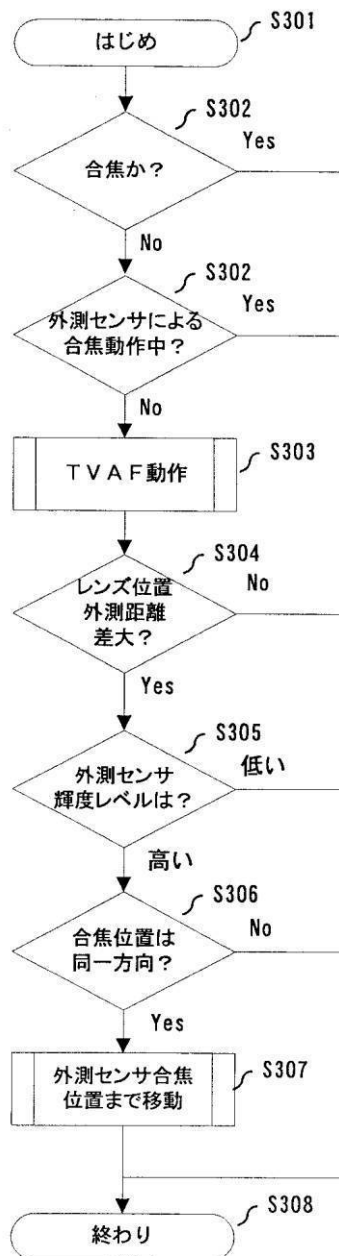 はじめ
S301
S302
合焦か？
Yes
No
S302
外測センサによる
合焦動作中？
Yes
No
TVAF動作
S303
S304
レンズ位置
外測距離
差大？
No
Yes
S305
外測センサ
輝度レベルは？
低い
高い
S306
合焦位置は
同一方向？
No
Yes
外測センサ合焦
位置まで移動
S307
終わり
S308